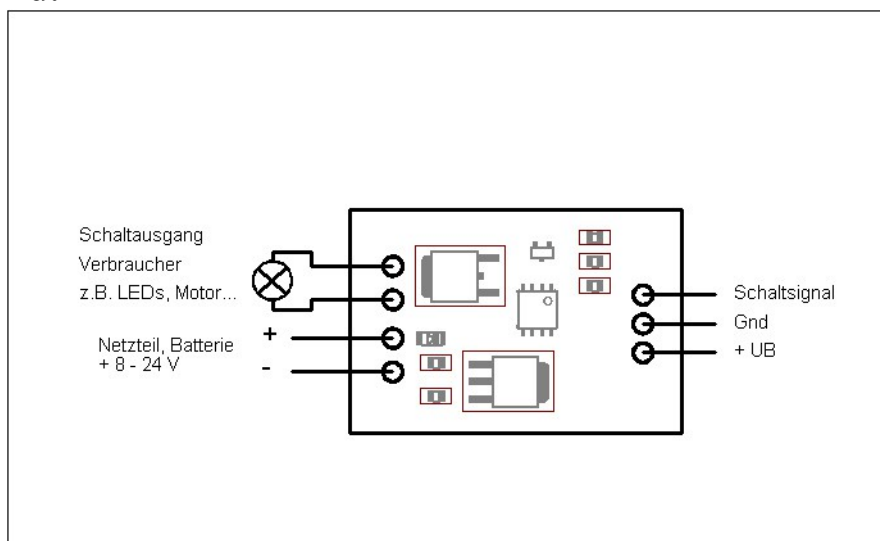 Schaltausgang
Verbraucher
z.B. LEDs, Motor...
+
Netzteil, Batterie
+ 8 - 24 V
-
Schaltsignal
Gnd
+ UB